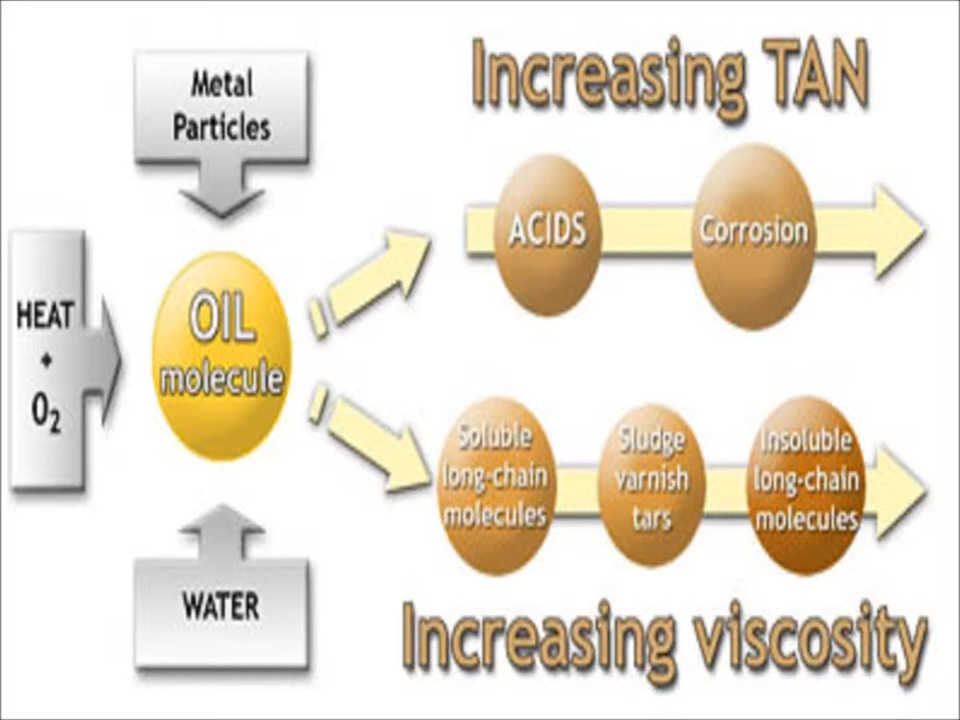 Increasing TAN
Metal
Particles
ACIDS
Corrosion
HEAT
+
O₂
OIL
molecule
Soluble
long-chain
molecules
Sludge
varnish
tars
Insoluble
long-chain
molecules
WATER
Increasing viscosity